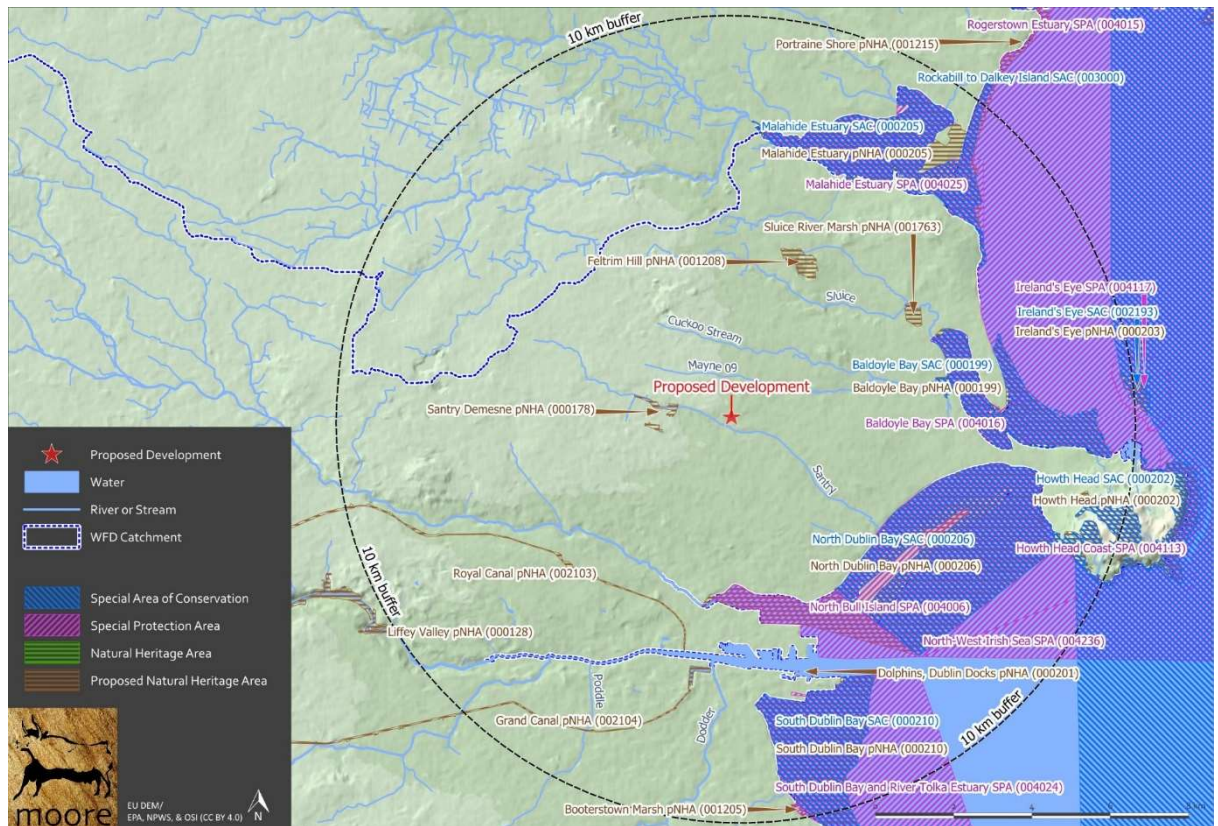 10 km buffer
Rogerstown Estuary SPA (004015)
Portraine Shore pNHA (001215)
Rockabill to Dalkey Island SAC (003000)
Malahide Estuary SAC (000205)
Malahide Estuary pNHA (000205)
Malahide Estuary SPA (004025)
Sluice River Marsh pNHA (001763)
Feltrim Hill pNHA (001208)
Sluice
Ireland's Eye SPA (004117)
Ireland's Eye SAC (002193)
Ireland's Eye pNHA (000203)
Cuckoo Stream
Mayne 09
Baldoyle Bay SAC (000199)
Proposed Development
Baldoyle Bay pNHA (000199)
Santry Demesne pNHA (000178)
Baldoyle Bay SPA (004016)
Santry
Howth Head SAC (000202)
Howth Head pNHA (000202)
North Dublin Bay SAC (000206)
Howth Head Coast SPA (004113)
North Dublin Bay pNHA (000206)
10 km buffer
Royal Canal pNHA (002103)
North Bull Island SPA (004006)
Liffey Valley pNHA (000128)
North-West Irish Sea SPA (004236)
Dolphins, Dublin Docks pNHA (000201)
Poddle
Dodder
Grand Canal pNHA (002104)
South Dublin Bay SAC (000210)
10 km buffer
South Dublin Bay pNHA (000210)
South Dublin Bay and River Tolka Estuary SPA (004024)
Booterstown Marsh pNHA (001205)
Proposed Development
Water
River or Stream
WFD Catchment
Special Area of Conservation
Special Protection Area
Natural Heritage Area
Proposed Natural Heritage Area
moore
EU DEM/
EPA, NPWS, & OSI (CC BY 4.0)
N
4